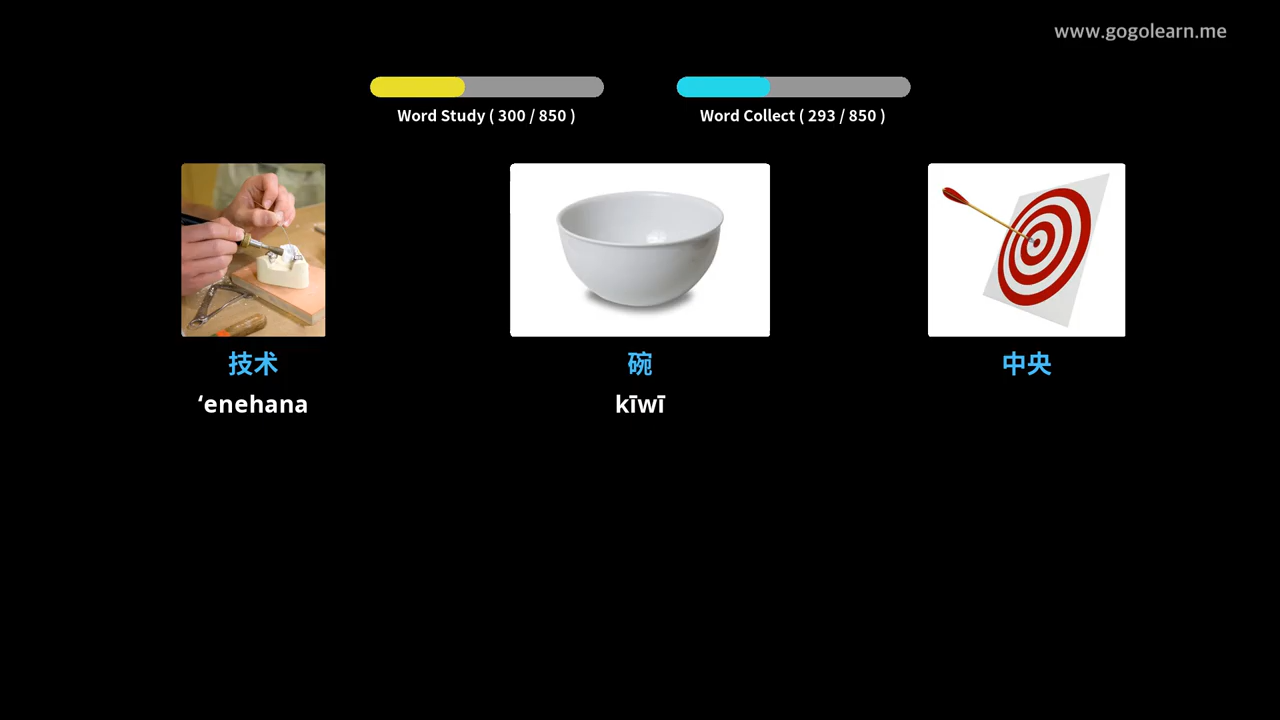 www.gogolearn.me
Word Study ( 300 / 850 )
Word Collect ( 293 / 850 )
技术
碗
中央
ʻenehana
kīwī